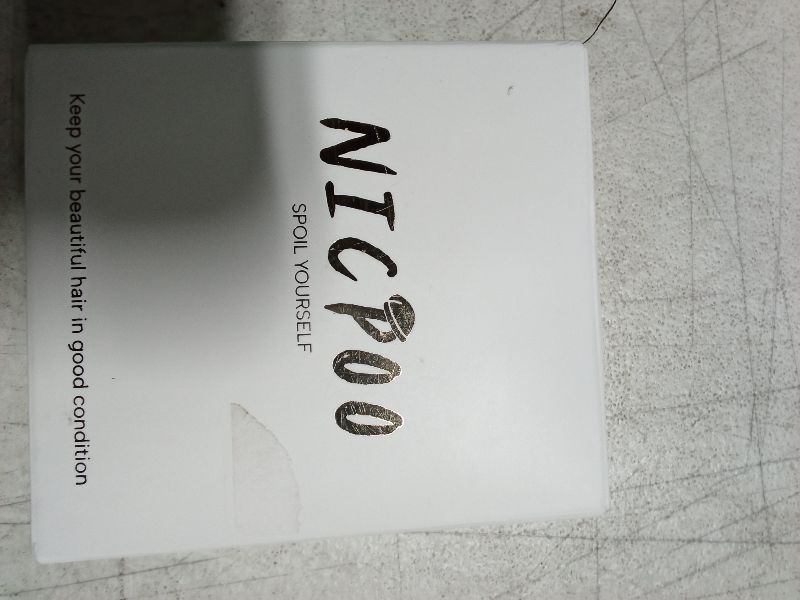 NICPOO
SPOIL YOURSELF
Keep your beautiful hair in good condition